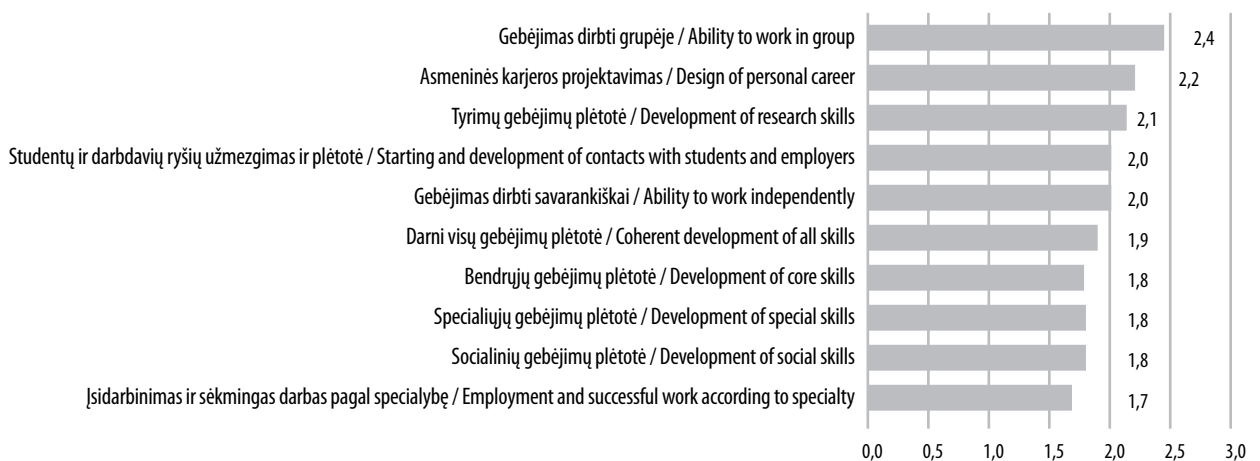 Gebėjimas dirbti grupėje / Ability to work in group 2,4
Asmeninės karjeros projektavimas / Design of personal career 2,2
Tyrimų gebėjimų plėtotė / Development of research skills 2,1
Studentų ir darbdavių ryšių užmezgimas ir plėtotė / Starting and development of contacts with students and employers 2,0
Gebėjimas dirbti savarankiškai / Ability to work independently 2,0
Darni visų gebėjimų plėtotė / Coherent development of all skills 1,9
Bendrųjų gebėjimų plėtotė / Development of core skills 1,8
Specialiųjų gebėjimų plėtotė / Development of special skills 1,8
Socialinių gebėjimų plėtotė / Development of social skills 1,8
Įsidarbinimas ir sėkmingas darbas pagal specialybę / Employment and successful work according to specialty 1,7
0,0 0,5 1,0 1,5 2,0 2,5 3,0